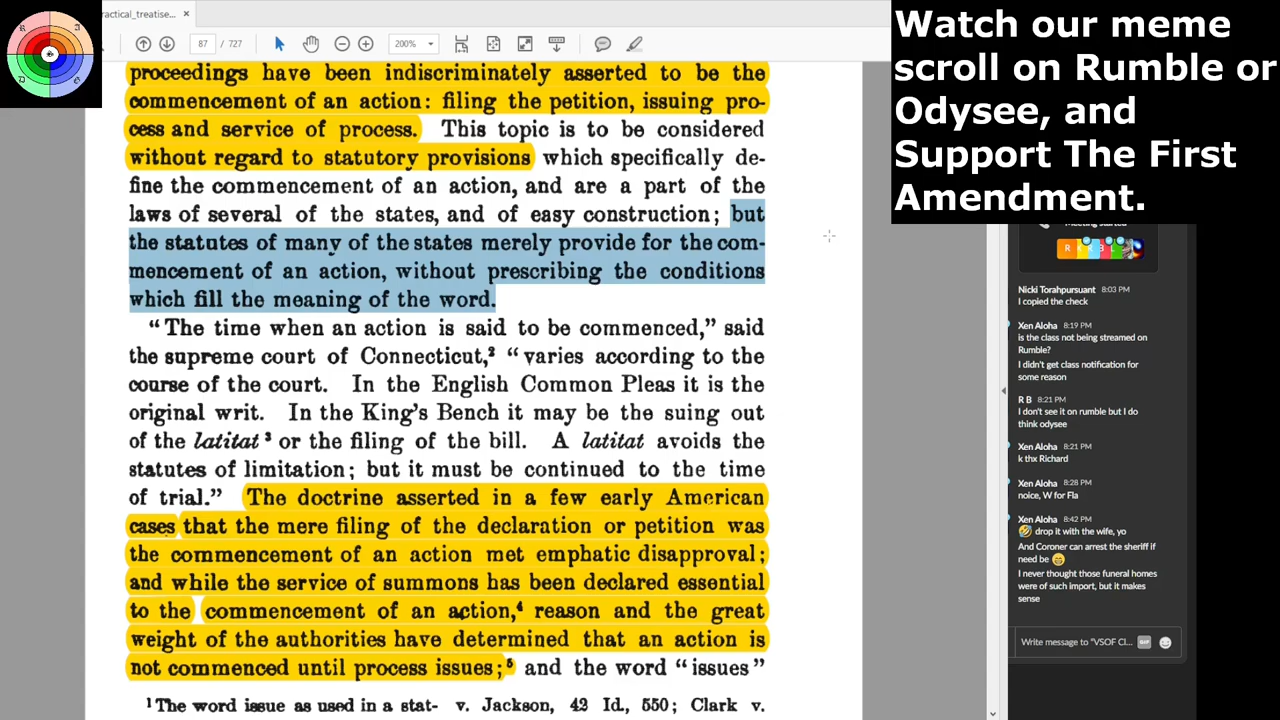 practical_treatise...
87 / 727
200%
Watch our meme
scroll on Rumble or
Odysee, and
Support The First
Amendment.
proceedings have been indiscriminately asserted to be the
commencement of an action: filing the petition, issuing pro-
cess and service of process. This topic is to be considered
without regard to statutory provisions which specifically de-
fine the commencement of an action, and are a part of the
laws of several of the states, and of easy construction; but
the statutes of many of the states merely provide for the com-
mencement of an action, without prescribing the conditions
which fill the meaning of the word.
“The time when an action is said to be commenced,” said
the supreme court of Connecticut,² “varies according to the
course of the court. In the English Common Pleas it is the
original writ. In the King's Bench it may be the suing out
of the latitat ³ or the filing of the bill. A latitat avoids the
statutes of limitation; but it must be continued to the time
of trial.” The doctrine asserted in a few early American
cases that the mere filing of the declaration or petition was
the commencement of an action met emphatic disapproval;
and while the service of summons has been declared essential
to the commencement of an action,⁴ reason and the great
weight of the authorities have determined that an action is
not commenced until process issues;⁵ and the word “issues”
¹ The word issue as used in a stat- v. Jackson, 42 Id., 550; Clark v.
Meeting started
Nicki Torahpursuant 8:03 PM
I copied the check
Xen Aloha 8:19 PM
is the class not being streamed on
Rumble?
I didn't get class notification for
some reason
R B 8:21 PM
I don't see it on rumble but I do
think odysee
Xen Aloha 8:21 PM
k thx Richard
Xen Aloha 8:28 PM
noice, W for Fla
Xen Aloha 8:42 PM
🤣 drop it with the wife, yo
And Coroner can arrest the sheriff if
need be 😁
I never thought those funeral homes
were of such import, but it makes
sense
Write message to "VSOF Cl...
GIF